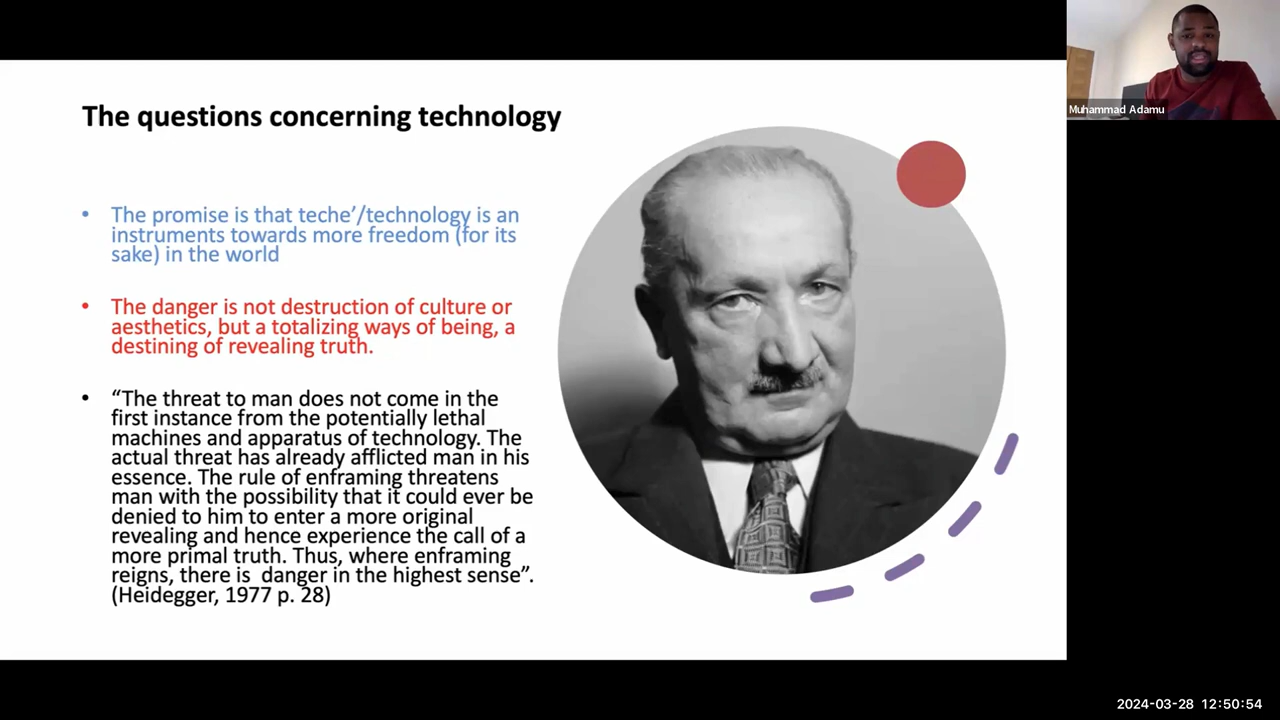 The questions concerning technology
• The promise is that teche’/technology is an
instruments towards more freedom (for its
sake) in the world
• The danger is not destruction of culture or
aesthetics, but a totalizing ways of being, a
destining of revealing truth.
• “The threat to man does not come in the
first instance from the potentially lethal
machines and apparatus of technology. The
actual threat has already afflicted man in his
essence. The rule of enframing threatens
man with the possibility that it could ever be
denied to him to enter a more original
revealing and hence experience the call of a
more primal truth. Thus, where enframing
reigns, there is  danger in the highest sense”.
(Heidegger, 1977 p. 28)
Muhammad Adamu
2024-03-28 12:50:54